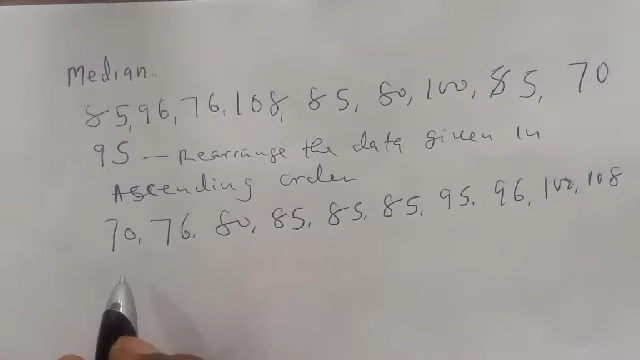 Median.
85, 96, 76, 108, 85, 80, 100, 85, 70
95 — Rearrange the data given in
Ascending order
70, 76. 80, 85, 85, 85, 95. 96, 100, 108